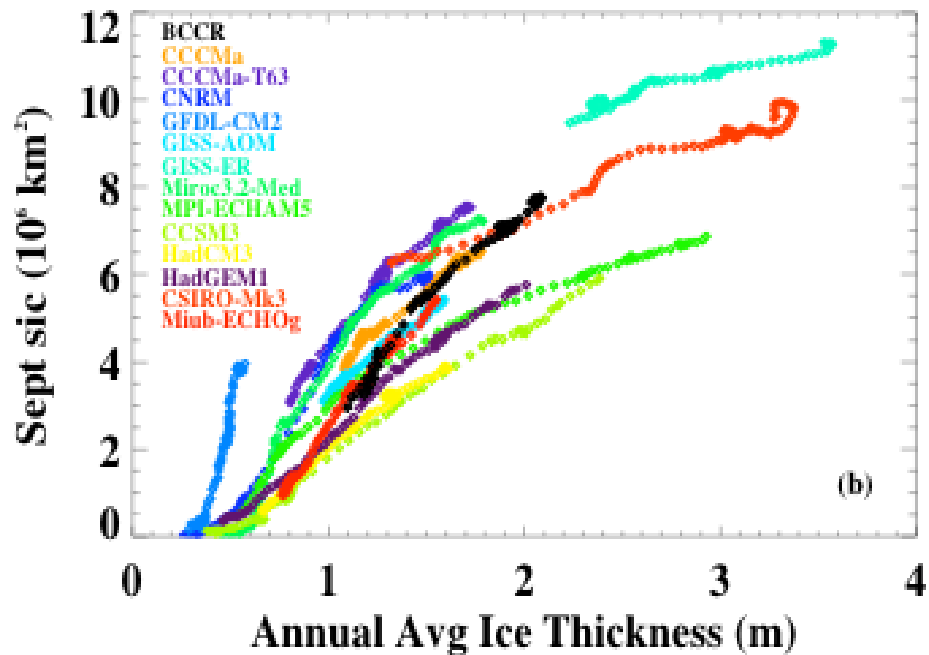 12
10
8
6
4
2
0
Sept sic (10⁶ km²)
BCCR
CCCMa
CCCMa-T63
CNRM
GFDL-CM2
GISS-AOM
GISS-ER
Miroc3.2-Med
MPI-ECHAM5
CCSM3
HadCM3
HadGEM1
CSIRO-Mk3
Miub-ECHOg
(b)
0 1 2 3 4
Annual Avg Ice Thickness (m)